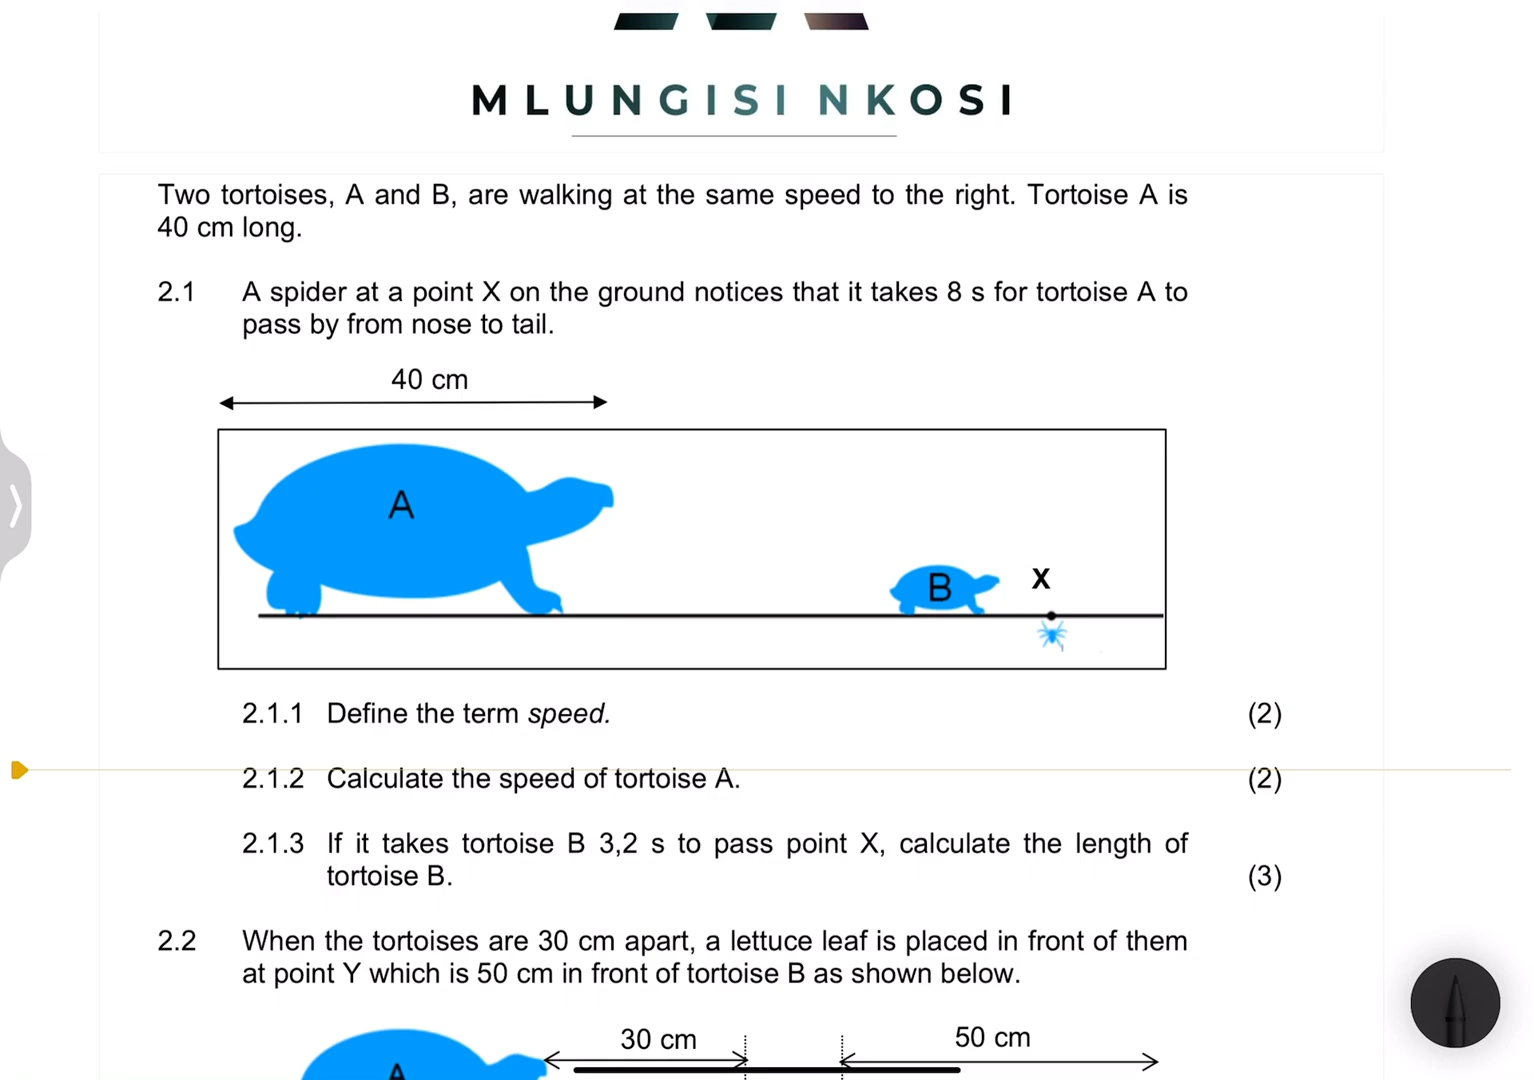 MLUNGISI NKOSI
Two tortoises, A and B, are walking at the same speed to the right. Tortoise A is
40 cm long.
2.1 A spider at a point X on the ground notices that it takes 8 s for tortoise A to
pass by from nose to tail.
40 cm
A
B
X
2.1.1 Define the term speed. (2)
2.1.2 Calculate the speed of tortoise A. (2)
2.1.3 If it takes tortoise B 3,2 s to pass point X, calculate the length of
tortoise B. (3)
2.2 When the tortoises are 30 cm apart, a lettuce leaf is placed in front of them
at point Y which is 50 cm in front of tortoise B as shown below.
30 cm 50 cm
A